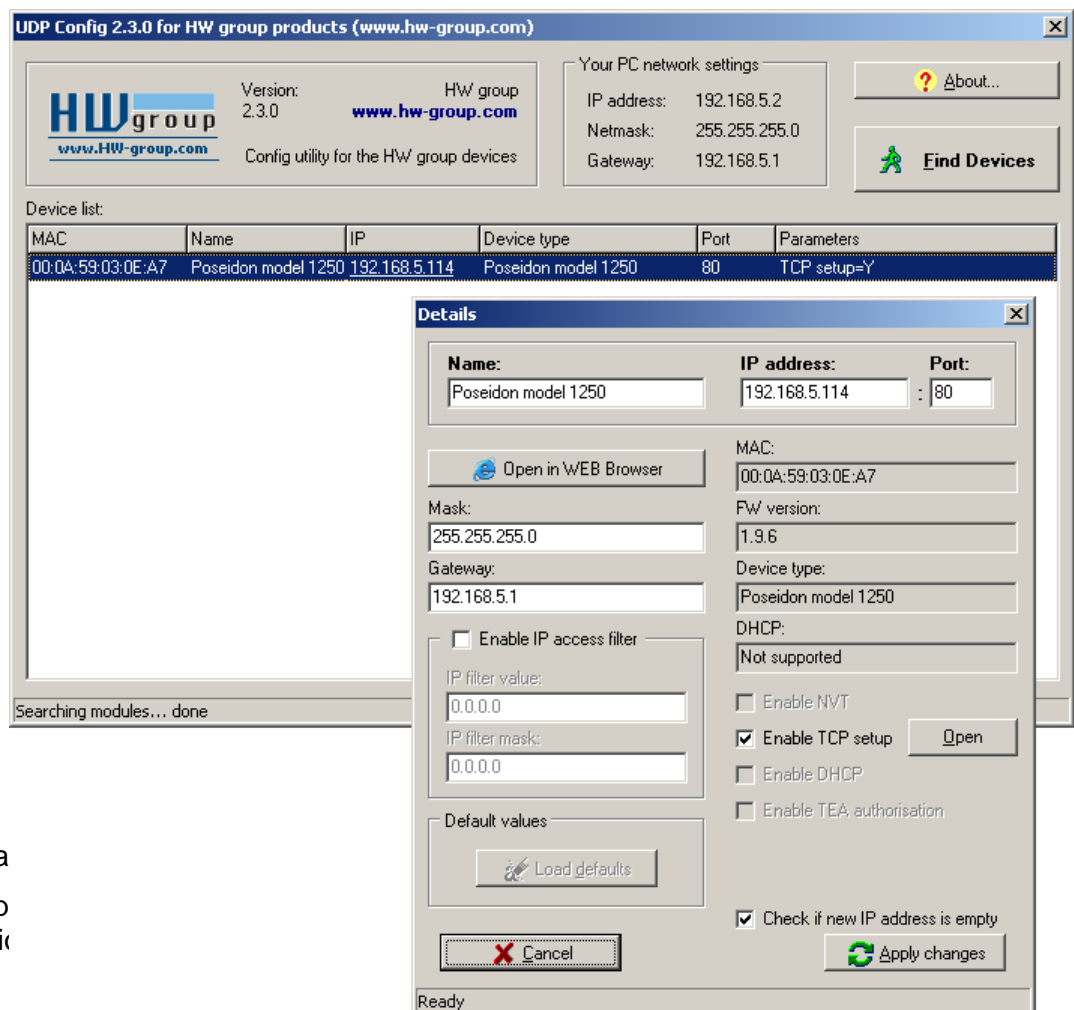 UDP Config 2.3.0 for HW group products (www.hw-group.com)
HWgroup
www.HW-group.com
Version:
2.3.0
HW group
www.hw-group.com
Config utility for the HW group devices
Your PC network settings
IP address: 192.168.5.2
Netmask: 255.255.255.0
Gateway: 192.168.5.1
About...
Find Devices
Device list:
MAC Name IP Device type Port Parameters
00:0A:59:03:0E:A7 Poseidon model 1250 192.168.5.114 Poseidon model 1250 80 TCP setup=Y
Searching modules... done
Details
Name:
Poseidon model 1250
IP address: Port:
192.168.5.114 : 80
Open in WEB Browser
Mask:
255.255.255.0
Gateway:
192.168.5.1
Enable IP access filter
IP filter value:
0.0.0.0
IP filter mask:
0.0.0.0
Default values
Load defaults
MAC:
00:0A:59:03:0E:A7
FW version:
1.9.6
Device type:
Poseidon model 1250
DHCP:
Not supported
Enable NVT
Enable TCP setup
Open
Enable DHCP
Enable TEA authorisation
Check if new IP address is empty
Cancel
Apply changes
Ready